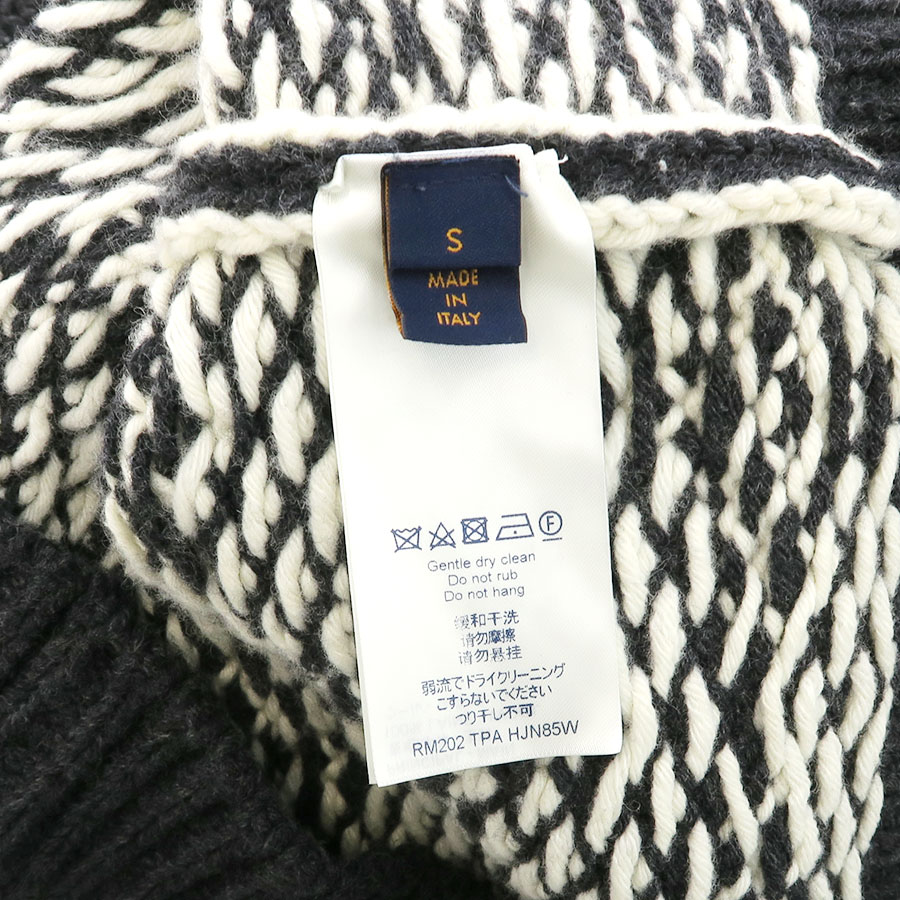 S
MADE
IN
ITALY
F
Gentle dry clean
Do not rub
Do not hang
缓和干洗
请勿摩擦
请勿悬挂
弱流でドライクリーニング
こすらないでください
つり干し不可
RM202 TPA HJN85W